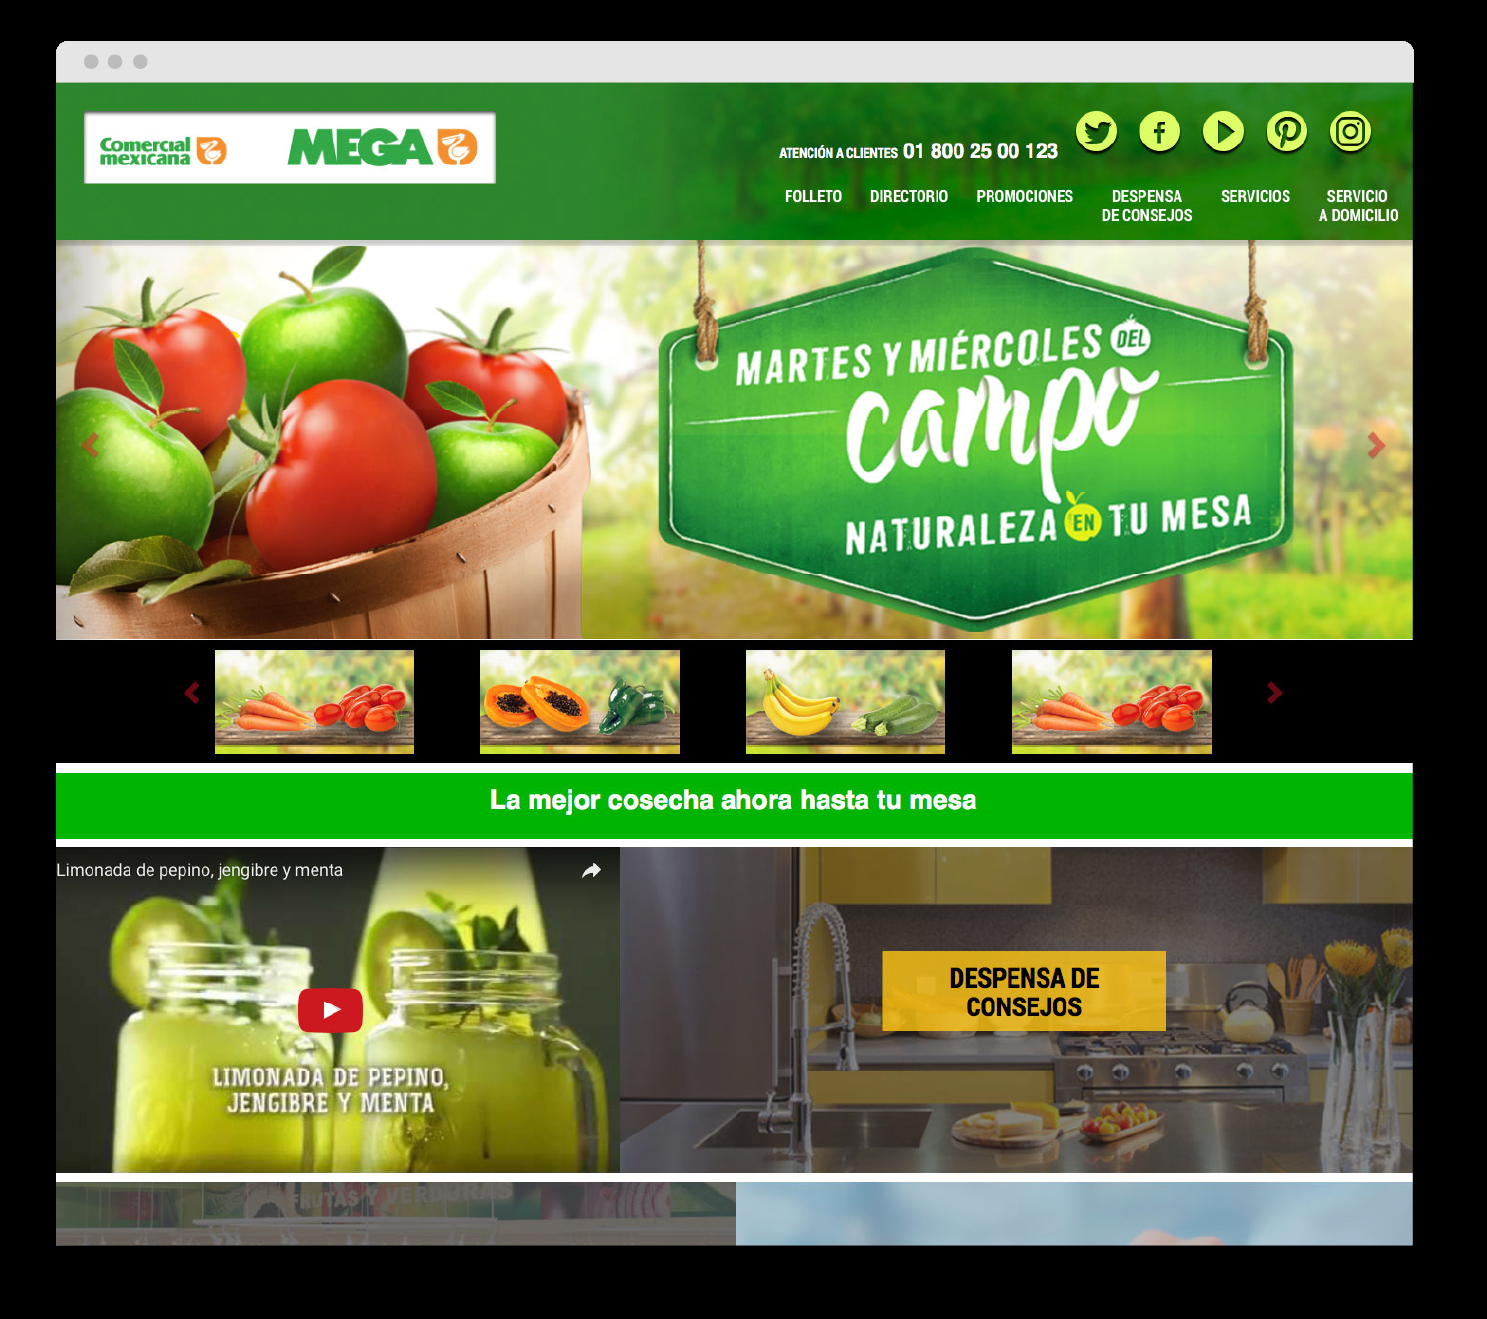 Comercial
mexicana
MEGA
ATENCIÓN A CLIENTES 01 800 25 00 123
FOLLETO
DIRECTORIO
PROMOCIONES
DESPENSA
DE CONSEJOS
SERVICIOS
SERVICIO
A DOMICILIO
MARTES Y MIÉRCOLES DEL
campo
NATURALEZA EN TU MESA
La mejor cosecha ahora hasta tu mesa
Limonada de pepino, jengibre y menta
LIMONADA DE PEPINO,
JENGIBRE Y MENTA
DESPENSA DE
CONSEJOS
FRUTAS Y VERDURAS